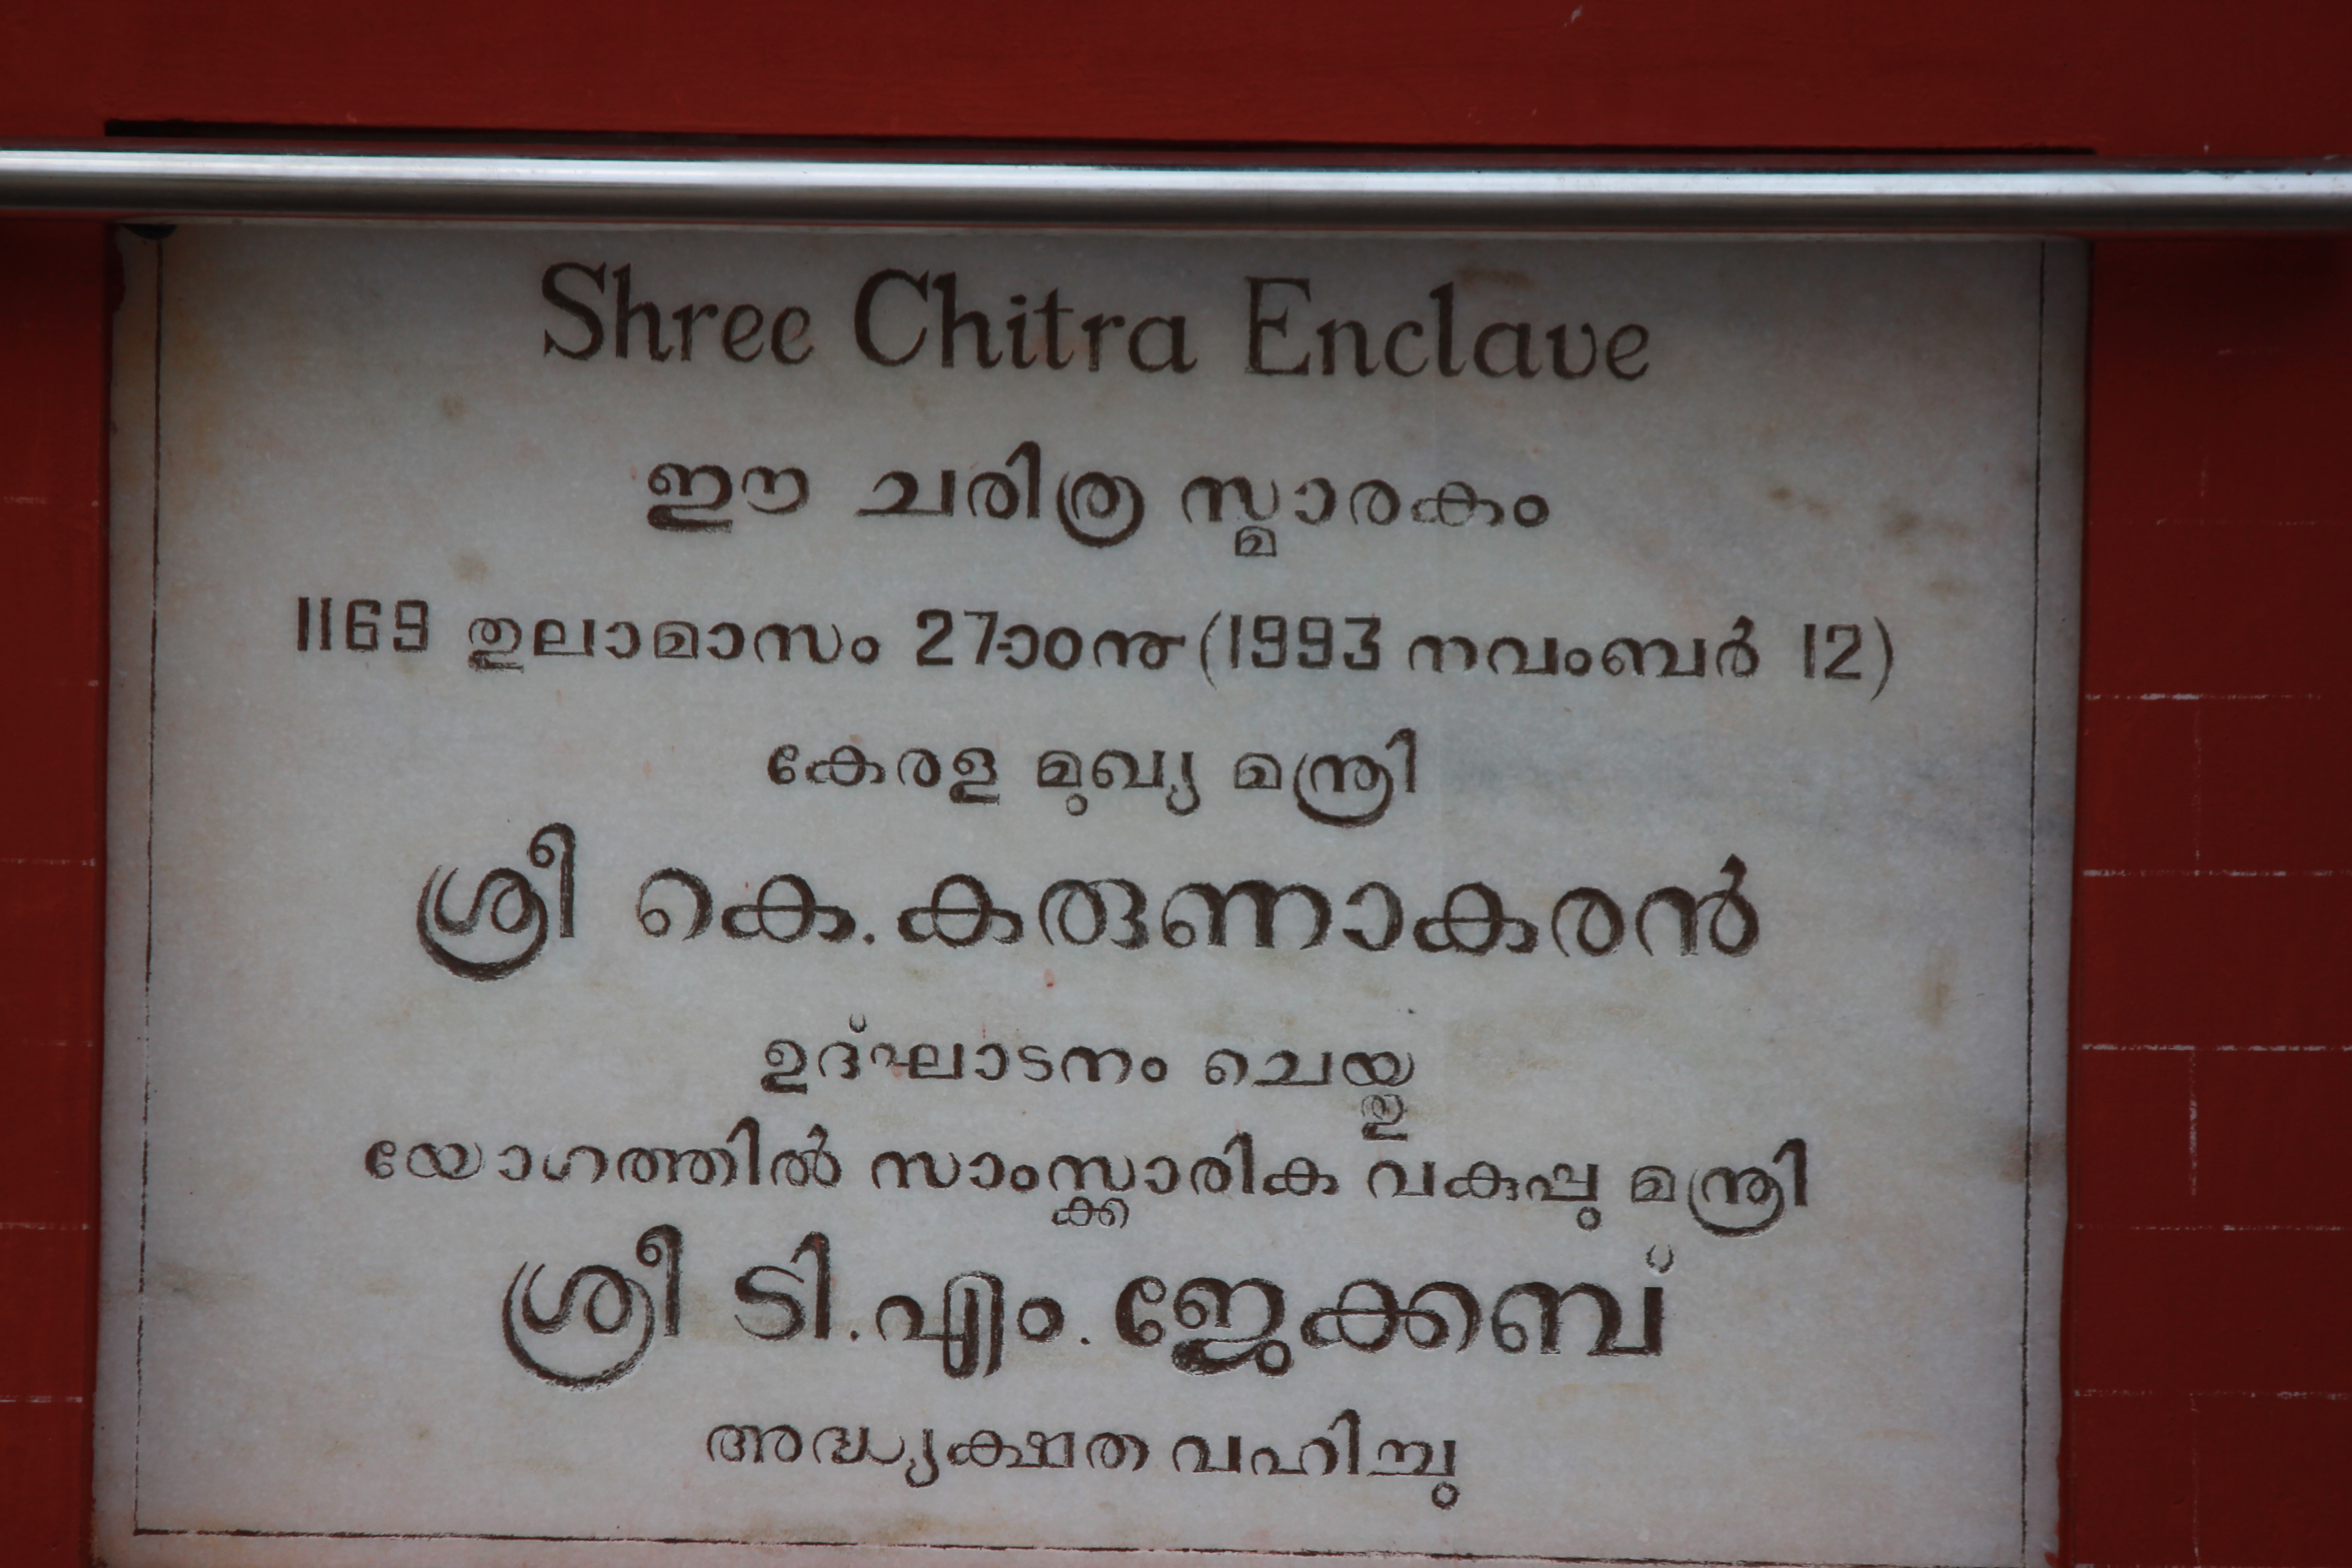 Shree Chitra Enclave
ഈ ചരിത്ര സ്മാരകം
1169 തുലാമാസം 27-ാംനു (1993 നവംബർ 12)
കേരള മുഖ്യ മന്ത്രി
ശ്രീ കെ. കരുണാകരൻ
ഉദ്ഘാടനം ചെയ്തു
യോഗത്തിൽ സാംസ്ക്കാരിക വകുപ്പു മന്ത്രി
ശ്രീ ടി. എം. ജേക്കബ്
അദ്ധ്യക്ഷത വഹിച്ചു